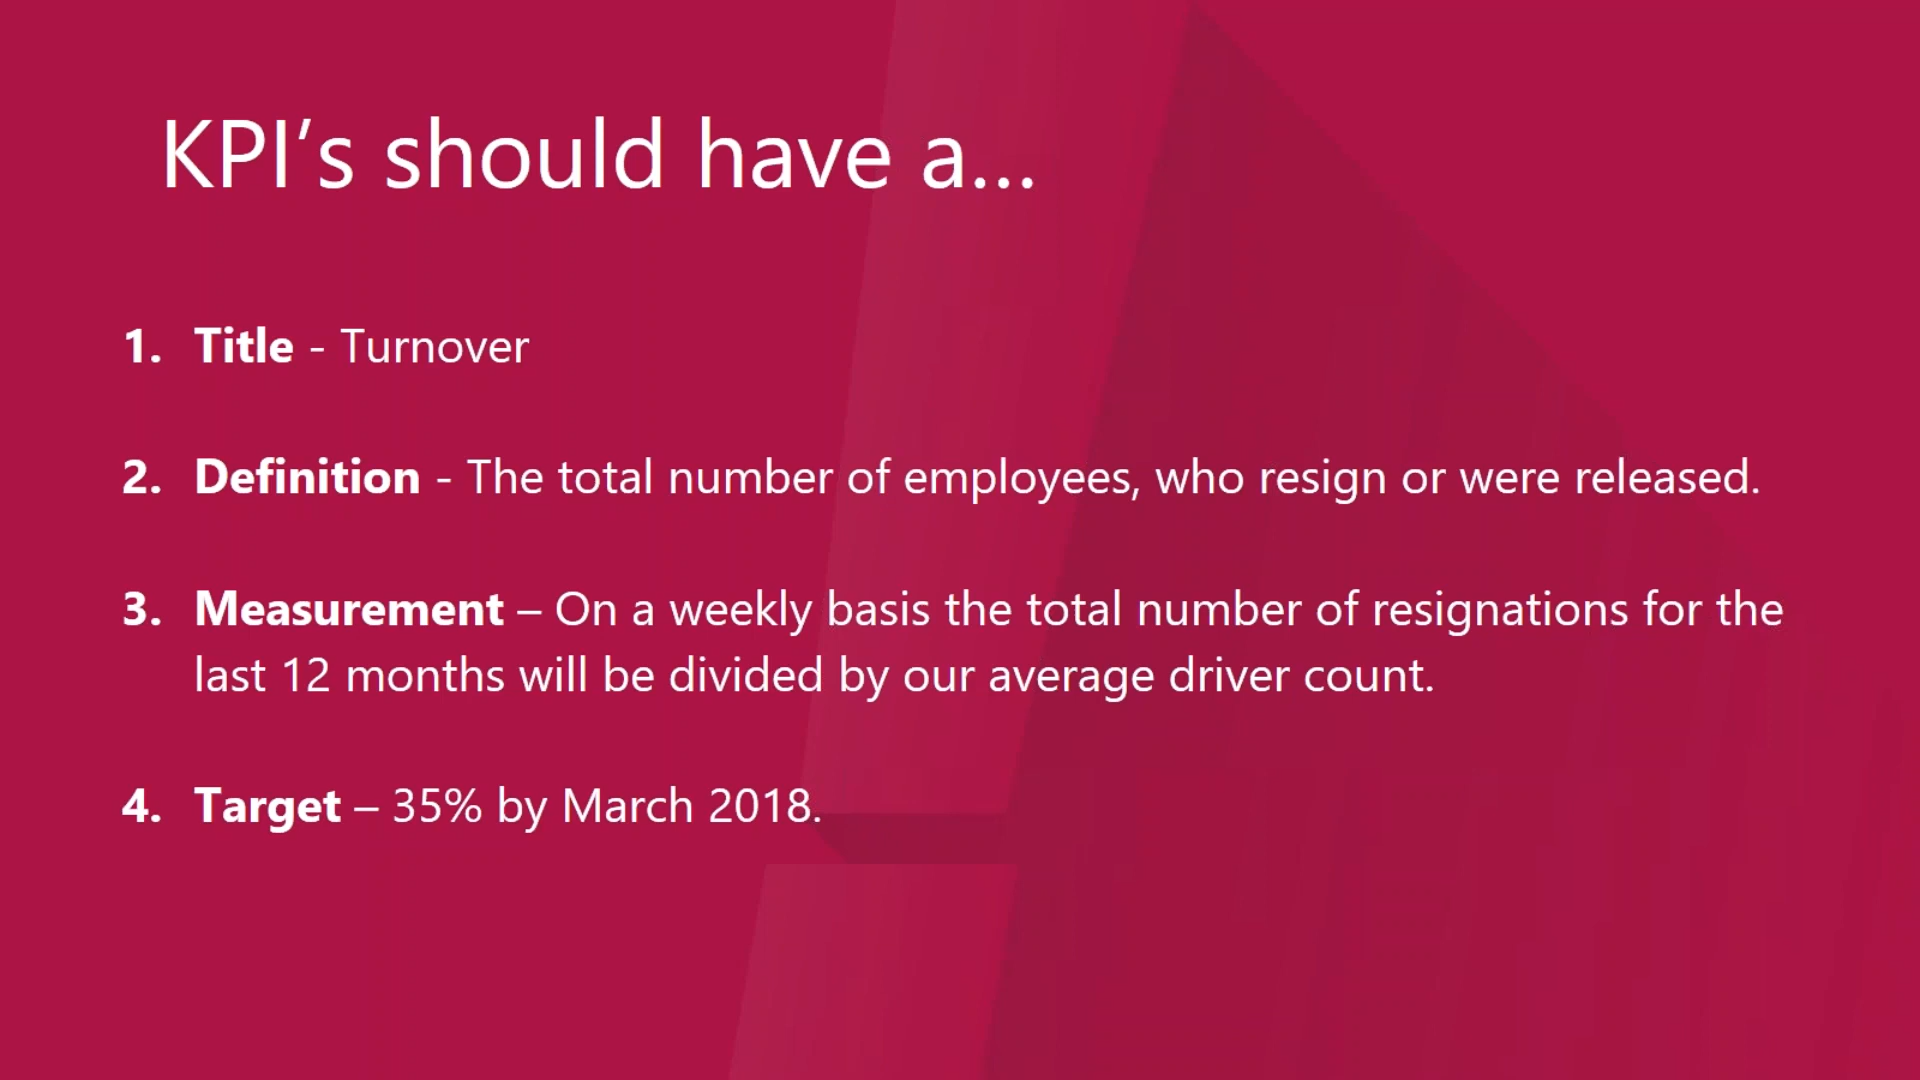 KPI’s should have a...
1. Title - Turnover
2. Definition - The total number of employees, who resign or were released.
3. Measurement – On a weekly basis the total number of resignations for the
last 12 months will be divided by our average driver count.
4. Target – 35% by March 2018.